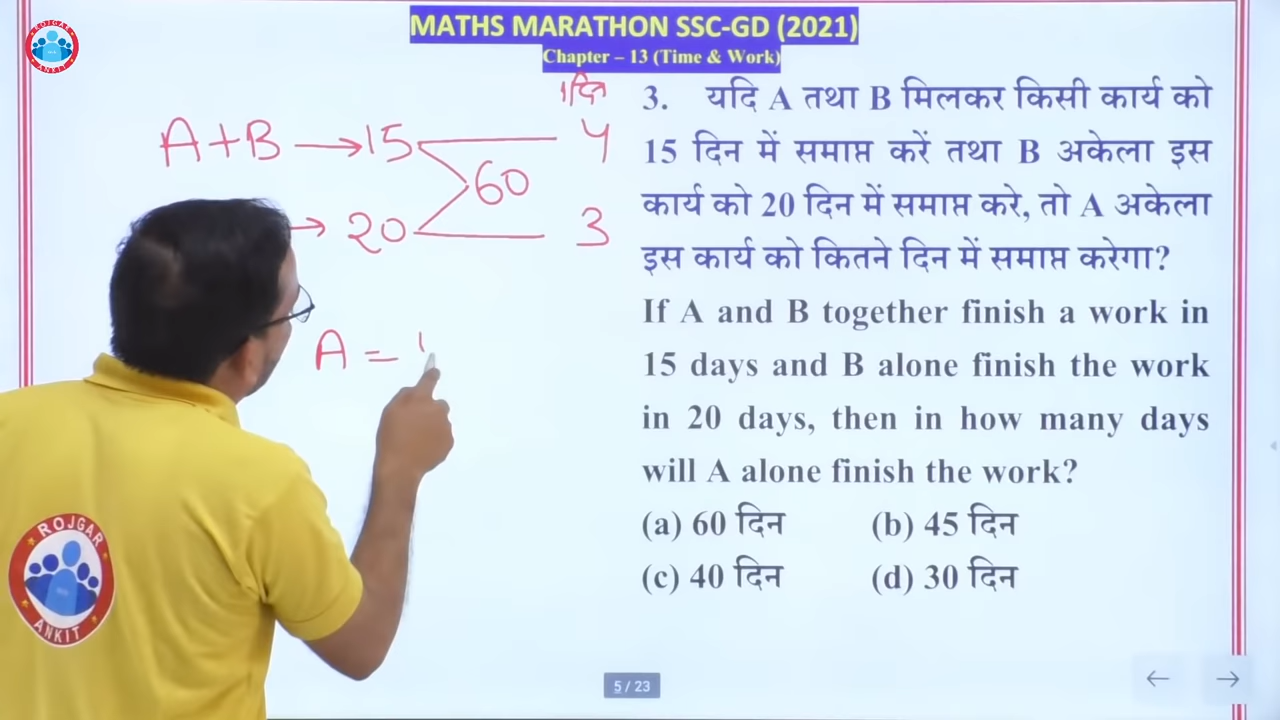 ROJGAR
ANKIT
MATHS MARATHON SSC-GD (2021)
Chapter – 13 (Time & Work)
1दिन
A+B → 15 60 4
→ 20 3
A =
3. यदि A तथा B मिलकर किसी कार्य को
15 दिन में समाप्त करें तथा B अकेला इस
कार्य को 20 दिन में समाप्त करे, तो A अकेला
इस कार्य को कितने दिन में समाप्त करेगा?
If A and B together finish a work in
15 days and B alone finish the work
in 20 days, then in how many days
will A alone finish the work?
(a) 60 दिन (b) 45 दिन
(c) 40 दिन (d) 30 दिन
ROJGAR
ANKIT
5 / 23